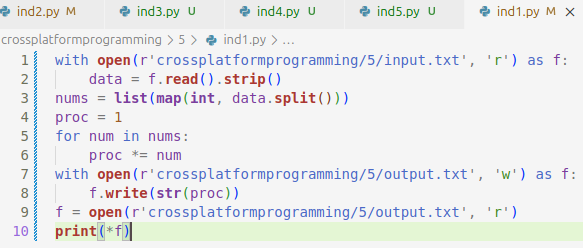 ind2.py M ind3.py U ind4.py U ind5.py U ind1.py M ×
crossplatformprogramming > 5 > ind1.py > ...
1 with open(r'crossplatformprogramming/5/input.txt', 'r') as f:
2     data = f.read().strip()
3 nums = list(map(int, data.split()))
4 proc = 1
5 for num in nums:
6     proc *= num
7 with open(r'crossplatformprogramming/5/output.txt', 'w') as f:
8     f.write(str(proc))
9 f = open(r'crossplatformprogramming/5/output.txt', 'r')
10 print(*f)